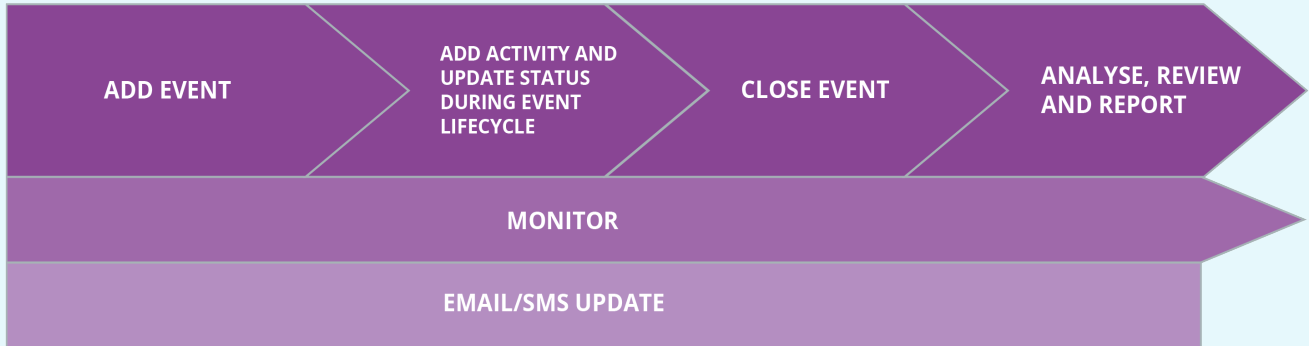 ADD EVENT
ADD ACTIVITY AND
UPDATE STATUS
DURING EVENT
LIFECYCLE
CLOSE EVENT
ANALYSE, REVIEW
AND REPORT
MONITOR
EMAIL/SMS UPDATE